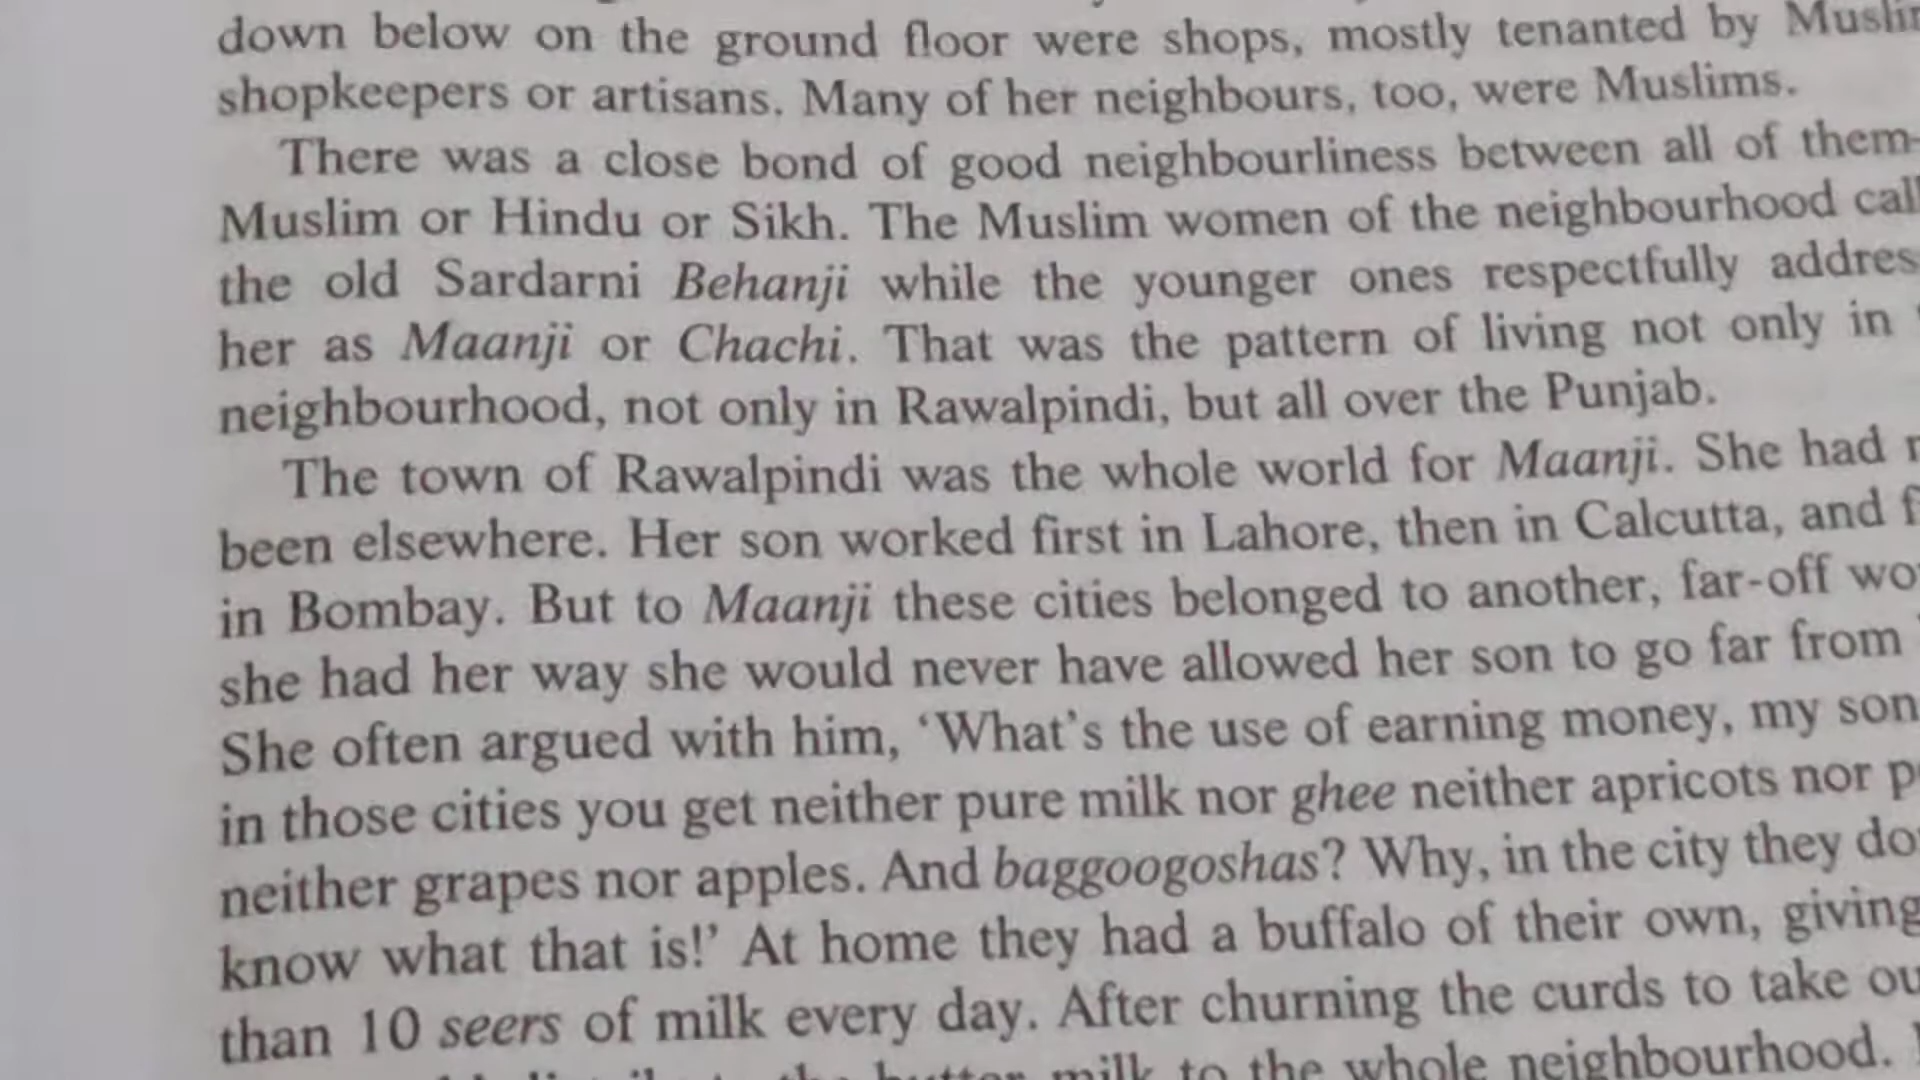 down below on the ground floor were shops, mostly tenanted by
shopkeepers or artisans. Many of her neighbours, too, were Muslims.
There was a close bond of good neighbourliness between all of them
Muslim or Hindu or Sikh. The Muslim women of the neighbourhood
the old Sardarni Behanji while the younger ones respectfully
her as Maanji or Chachi. That was the pattern of living not only in
neighbourhood, not only in Rawalpindi, but all over the Punjab.
The town of Rawalpindi was the whole world for Maanji. She had
been elsewhere. Her son worked first in Lahore, then in Calcutta, and
in Bombay. But to Maanji these cities belonged to another, far-off
she had her way she would never have allowed her son to go far from
She often argued with him, ‘What’s the use of earning money, my son
in those cities you get neither pure milk nor ghee neither apricots nor
neither grapes nor apples. And baggoogoshas? Why, in the city they
know what that is!’ At home they had a buffalo of their own, giving
than 10 seers of milk every day. After churning the curds to take
milk to the whole neighbourhood.